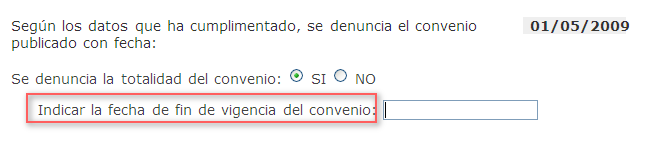 Según los datos que ha cumplimentado, se denuncia el convenio 01/05/2009
publicado con fecha:
Se denuncia la totalidad del convenio: SI NO
Indicar la fecha de fin de vigencia del convenio: